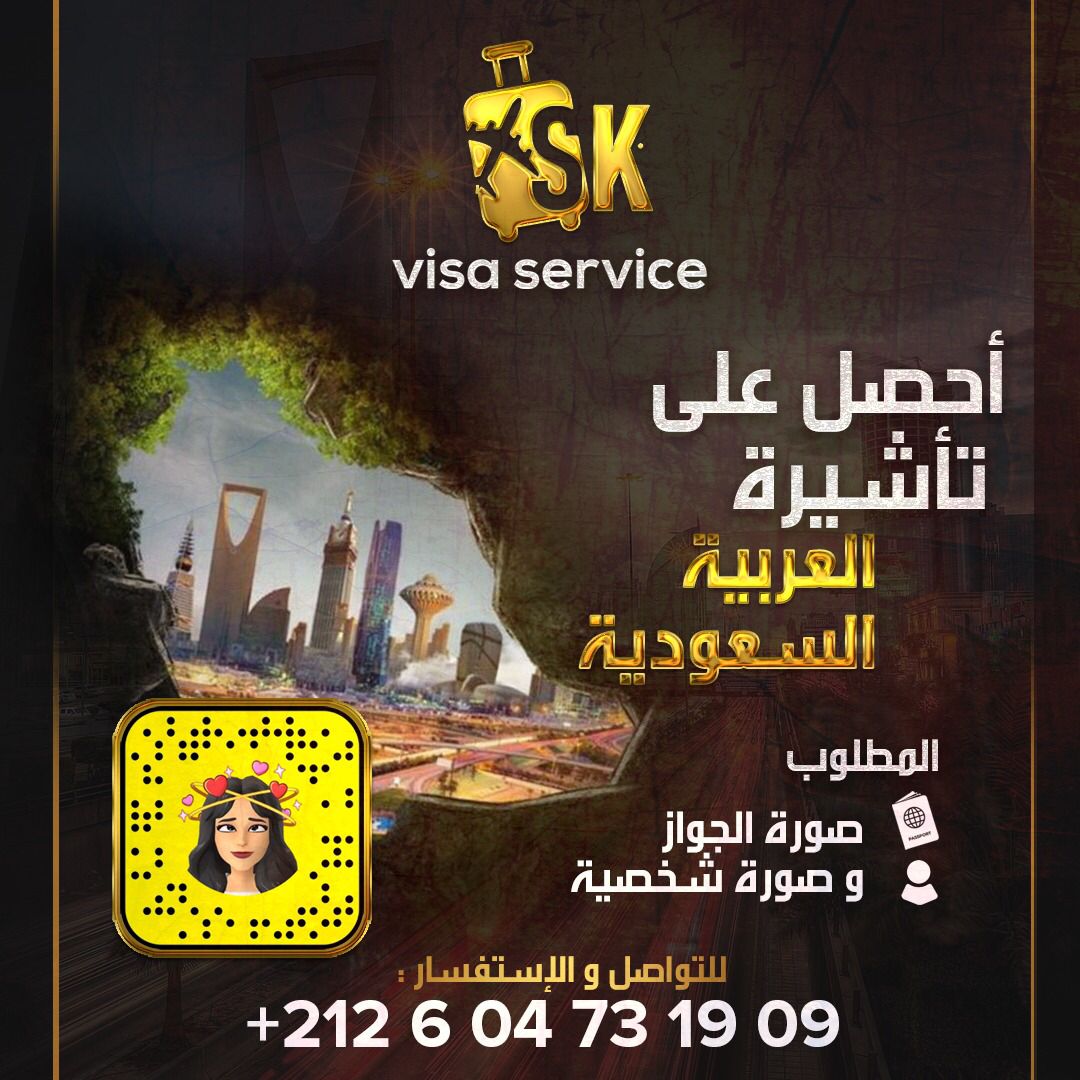 SK
visa service
أحصل على
تأشيرة
العربية
السعودية
المطلوب
PASSPORT
صورة الجواز
و صورة شخصية
للتواصل و الإستفسار :
+212 6 04 73 19 09